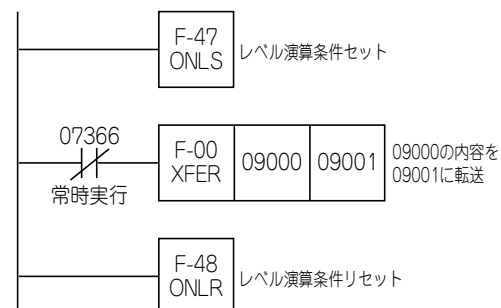 F-47
ONLS
レベル演算条件セット
07366
常時実行
F-00
XFER
09000
09001
09000の内容を
09001に転送
F-48
ONLR
レベル演算条件リセット